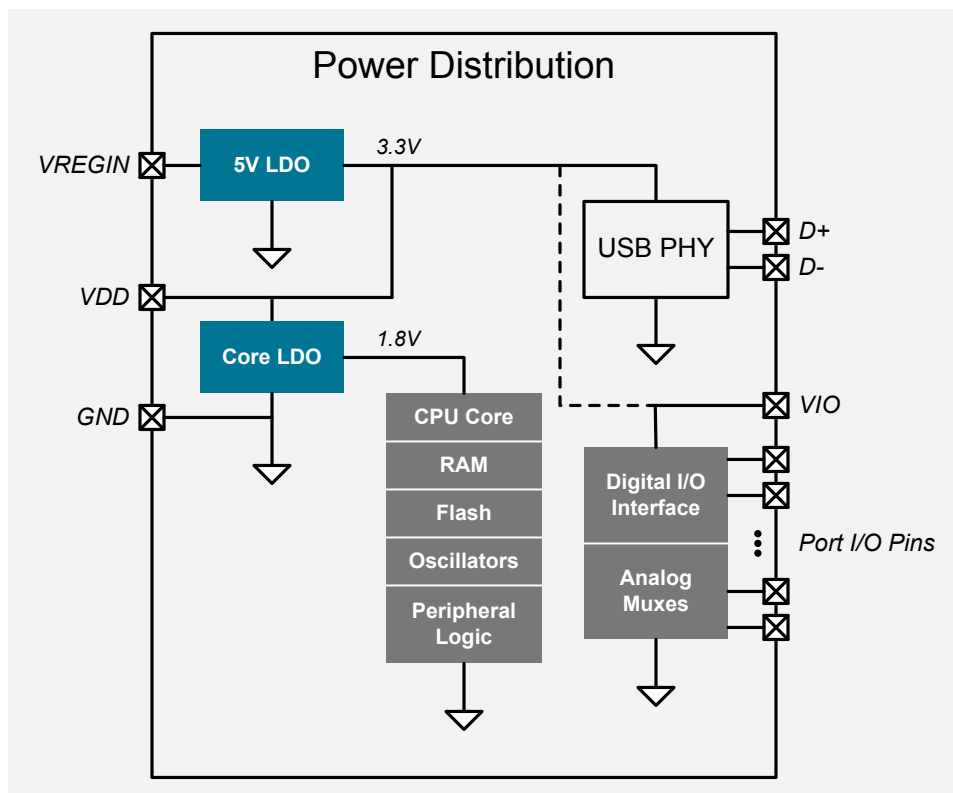 Power Distribution
VREGIN
5V LDO
3.3V
USB PHY
D+
D-
VDD
Core LDO
1.8V
GND
CPU Core
RAM
Flash
Oscillators
Peripheral
Logic
VIO
Digital I/O
Interface
Port I/O Pins
Analog
Muxes